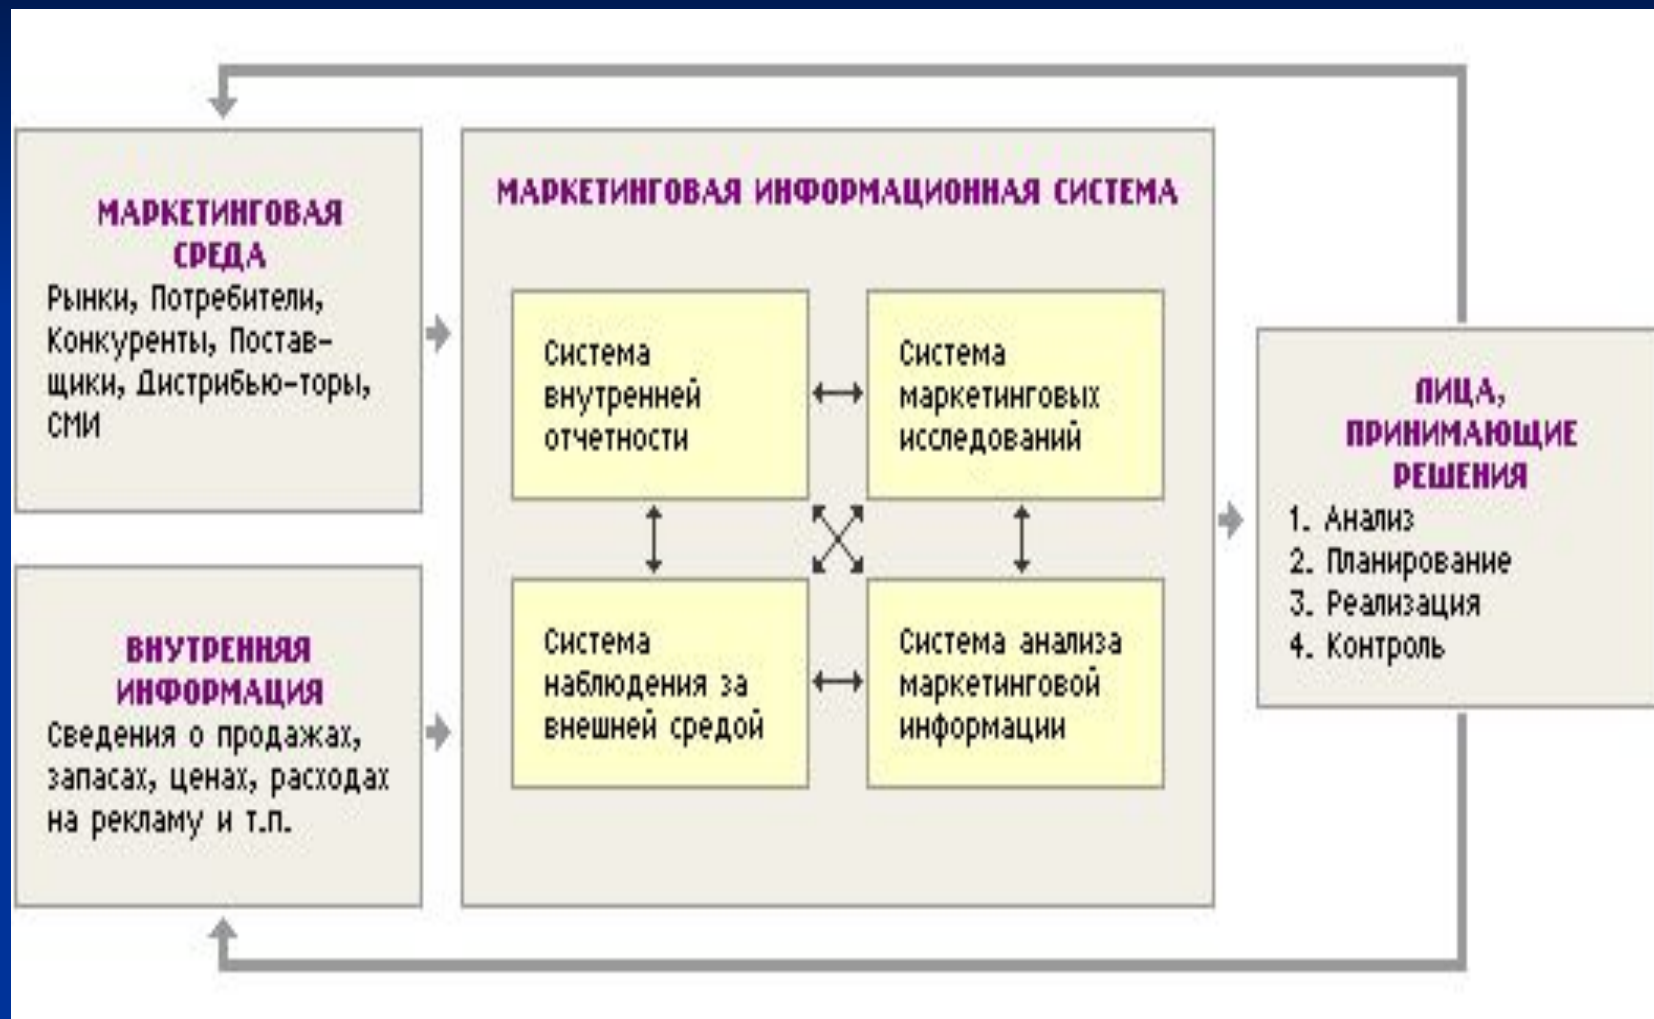 МАРКЕТИНГОВАЯ
СРЕДА
Рынки, Потребители,
Конкуренты, Постав-
щики, Дистрибью-торы,
СМИ
ВНУТРЕННЯЯ
ИНФОРМАЦИЯ
Сведения о продажах,
запасах, ценах, расходах
на рекламу и т.п.
МАРКЕТИНГОВАЯ ИНФОРМАЦИОННАЯ СИСТЕМА
Система
внутренней
отчетности
Система
маркетинговых
исследований
Система
наблюдения за
внешней средой
Система анализа
маркетинговой
информации
ЛИЦА,
ПРИНИМАЮЩИЕ
РЕШЕНИЯ
1. Анализ
2. Планирование
3. Реализация
4. Контроль